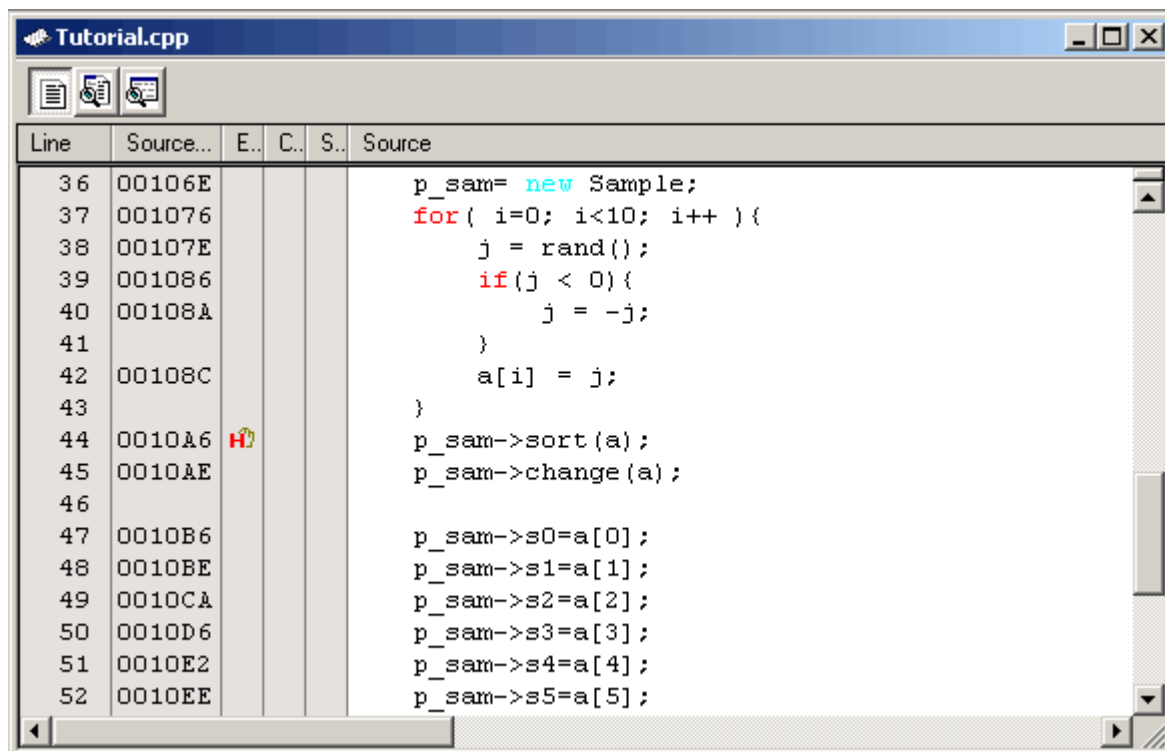 Tutorial.cpp
Line Source... E.. C.. S.. Source
36 00106E p_sam= new Sample;
37 001076 for( i=0; i<10; i++ ){
38 00107E j = rand();
39 001086 if(j < 0){
40 00108A j = -j;
41 }
42 00108C a[i] = j;
43 }
44 0010A6 H p_sam->sort(a);
45 0010AE p_sam->change(a);
46
47 0010B6 p_sam->s0=a[0];
48 0010BE p_sam->s1=a[1];
49 0010CA p_sam->s2=a[2];
50 0010D6 p_sam->s3=a[3];
51 0010E2 p_sam->s4=a[4];
52 0010EE p_sam->s5=a[5];